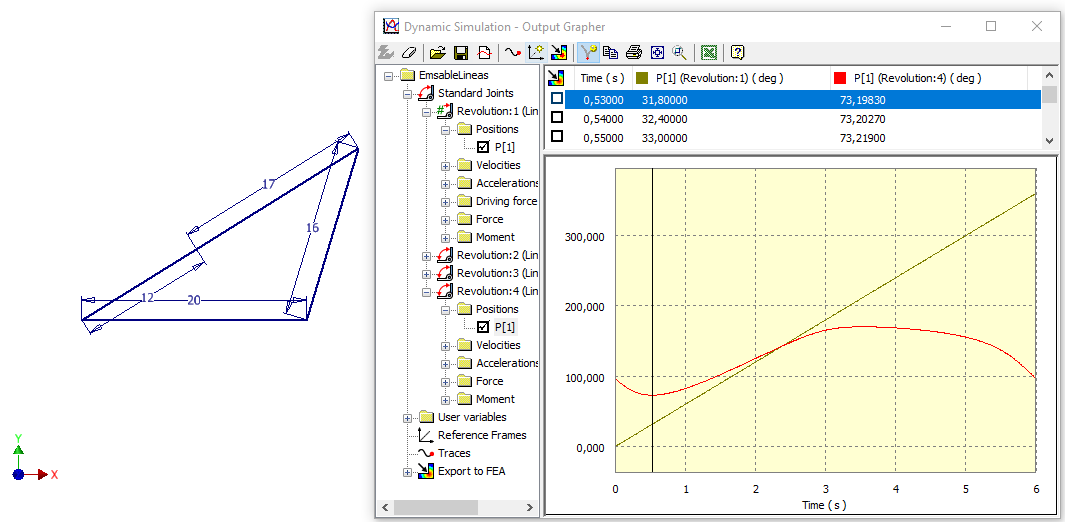 Dynamic Simulation - Output Grapher
EmsableLineas
Standard Joints
Revolution:1 (Lin
Positions
P[1]
Velocities
Accelerations
Driving force
Force
Moment
Revolution:2 (Lin
Revolution:3 (Lin
Revolution:4 (Lin
Positions
P[1]
Velocities
Accelerations
Force
Moment
User variables
Reference Frames
Traces
Export to FEA
Time ( s ) P[1] (Revolution:1) ( deg ) P[1] (Revolution:4) ( deg )
0,53000 31,80000 73,19830
0,54000 32,40000 73,20270
0,55000 33,00000 73,21900
300,000
200,000
100,000
0,000
0 1 2 3 4 5 6
Time ( s )
17
16
12
20
Y
X